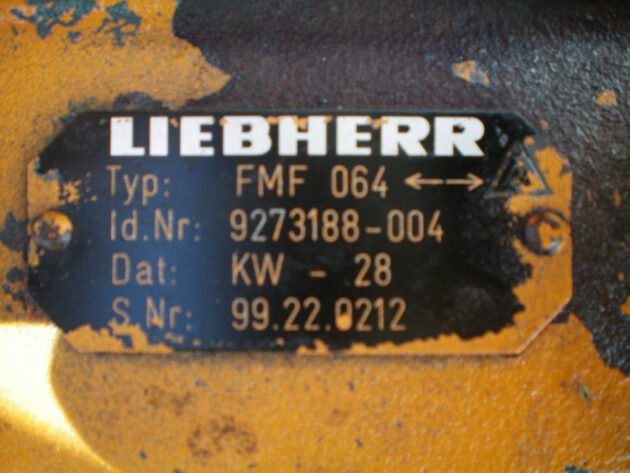 LIEBHERR
Typ: FMF 064 ←→
Id.Nr: 9273188-004
Dat: KW - 28
S.Nr: 99.22.0212